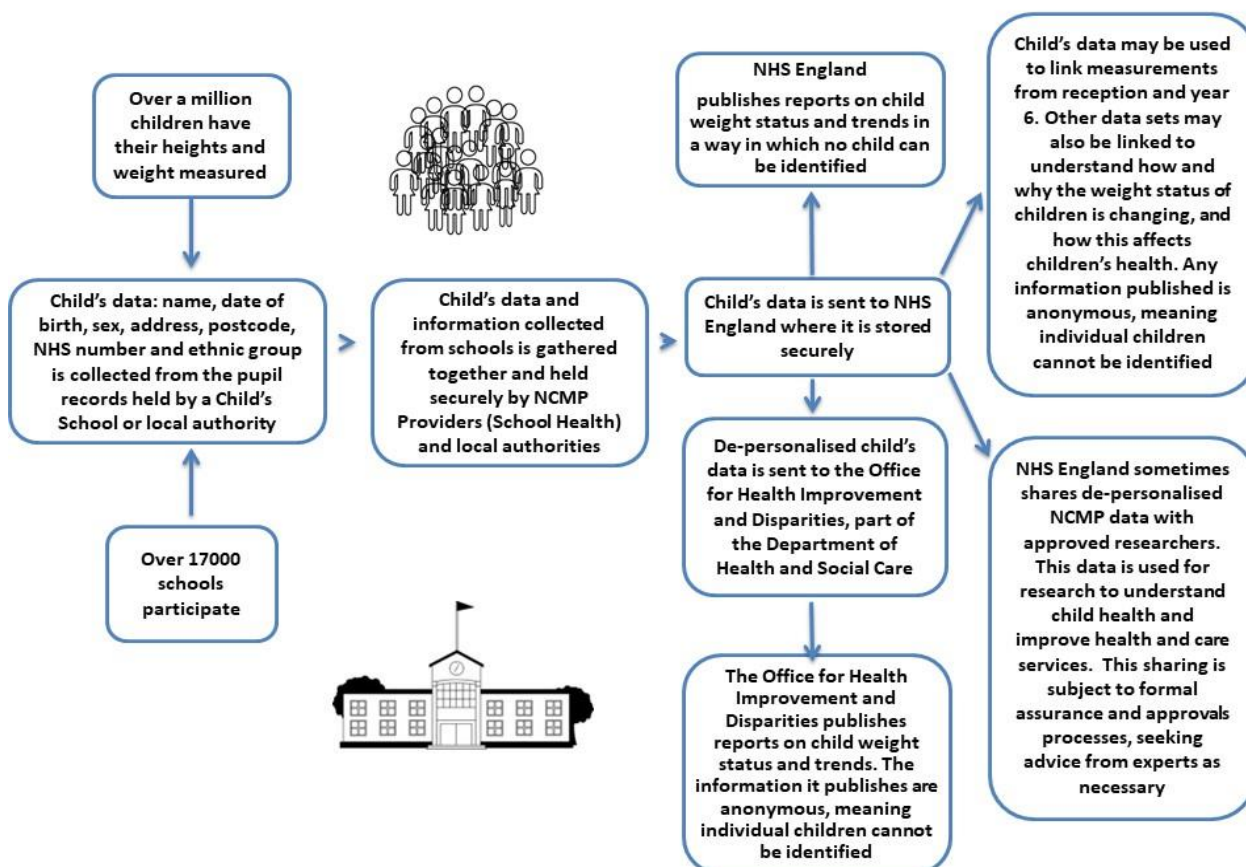 Over a million
children have
their heights and
weight measured
Child's data: name, date of
birth, sex, address, postcode,
NHS number and ethnic group
is collected from the pupil
records held by a Child's
School or local authority
Over 17000
schools
participate
Child's data and
information collected
from schools is gathered
together and held
securely by NCMP
Providers (School Health)
and local authorities
NHS England
publishes reports on child
weight status and trends in
a way in which no child can
be identified
Child's data is sent to NHS
England where it is stored
securely
De-personalised child's
data is sent to the Office
for Health Improvement
and Disparities, part of
the Department of
Health and Social Care
The Office for Health
Improvement and
Disparities publishes
reports on child weight
status and trends. The
information it publishes are
anonymous, meaning
individual children cannot
be identified
Child's data may be used
to link measurements
from reception and year
6. Other data sets may
also be linked to
understand how and
why the weight status of
children is changing, and
how this affects
children's health. Any
information published is
anonymous, meaning
individual children
cannot be identified
NHS England sometimes
shares de-personalised
NCMP data with
approved researchers.
This data is used for
research to understand
child health and
improve health and care
services. This sharing is
subject to formal
assurance and approvals
processes, seeking
advice from experts as
necessary